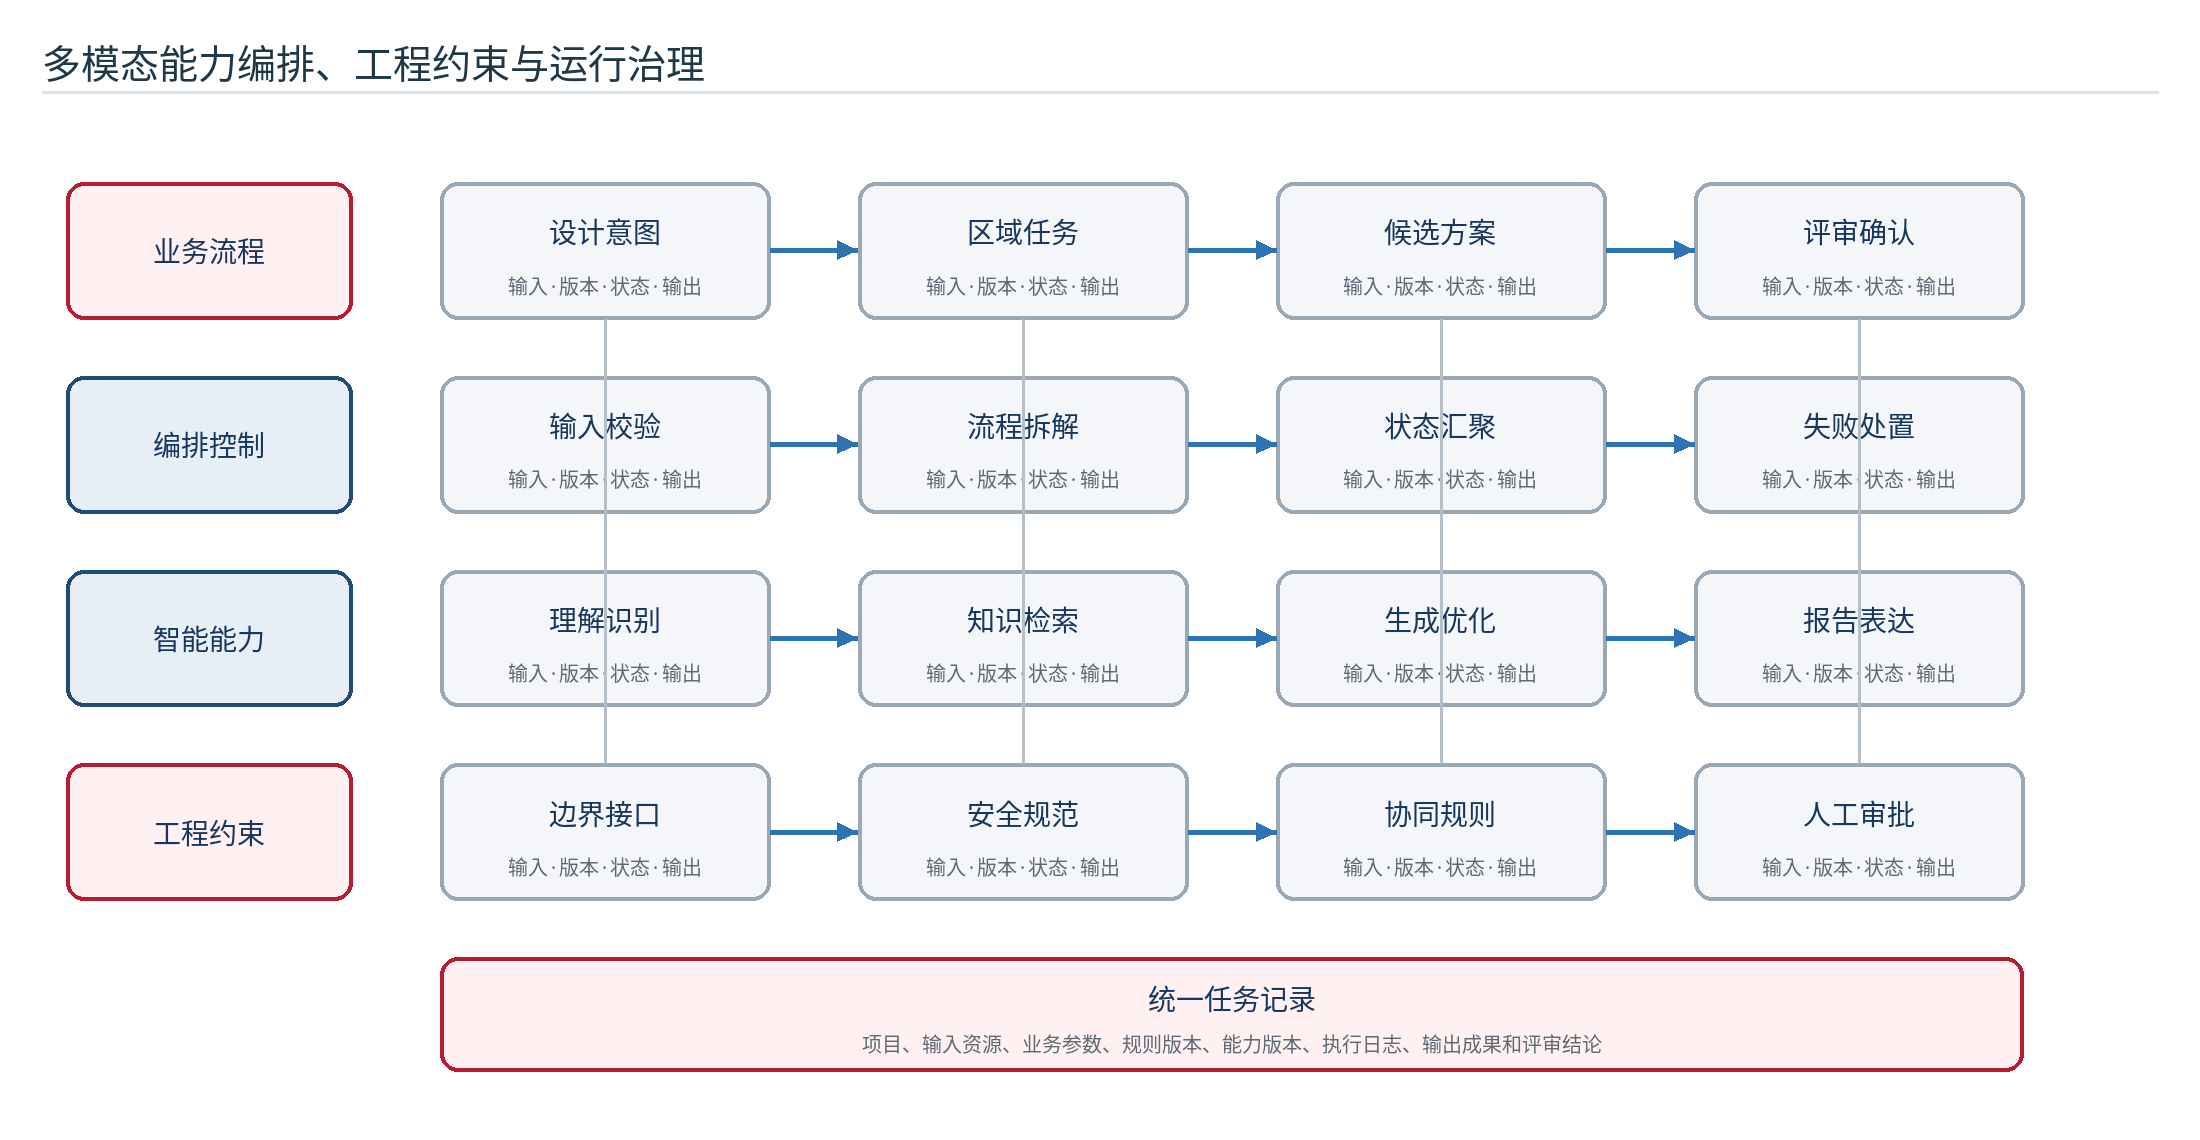 多模态能力编排、工程约束与运行治理
业务流程
设计意图
输入·版本·状态·输出
区域任务
输入·版本·状态·输出
候选方案
输入·版本·状态·输出
评审确认
输入·版本·状态·输出
编排控制
输入校验
输入·版本·状态·输出
流程拆解
输入·版本·状态·输出
状态汇聚
输入·版本·状态·输出
失败处置
输入·版本·状态·输出
智能能力
理解识别
输入·版本·状态·输出
知识检索
输入·版本·状态·输出
生成优化
输入·版本·状态·输出
报告表达
输入·版本·状态·输出
工程约束
边界接口
输入·版本·状态·输出
安全规范
输入·版本·状态·输出
协同规则
输入·版本·状态·输出
人工审批
输入·版本·状态·输出
统一任务记录
项目、输入资源、业务参数、规则版本、能力版本、执行日志、输出成果和评审结论